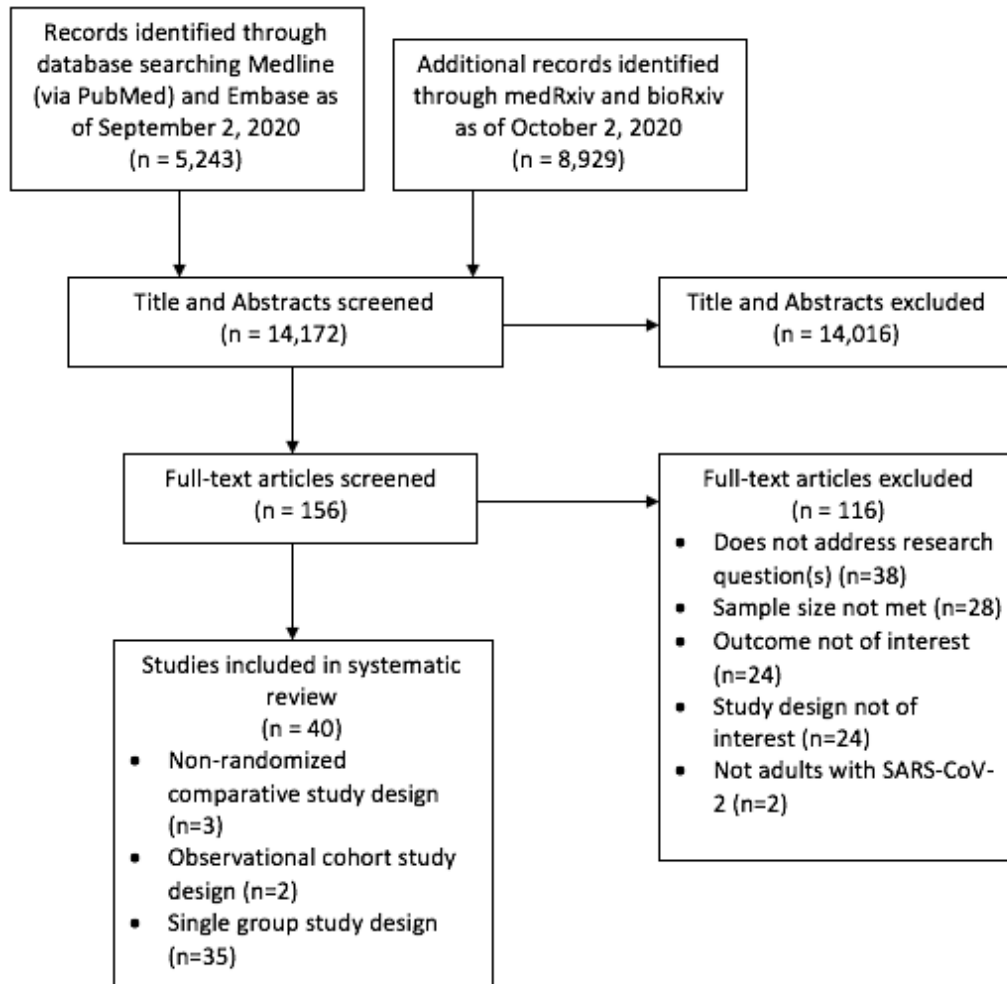 Records identified through
database searching Medline
(via PubMed) and Embase as
of September 2, 2020
(n = 5,243)
Additional records identified
through medRxiv and bioRxiv
as of October 2, 2020
(n = 8,929)
Title and Abstracts screened
(n = 14,172)
Title and Abstracts excluded
(n = 14,016)
Full-text articles screened
(n = 156)
Full-text articles excluded
(n = 116)
▪ Does not address research
question(s) (n=38)
▪ Sample size not met (n=28)
▪ Outcome not of interest
(n=24)
▪ Study design not of
interest (n=24)
▪ Not adults with SARS-CoV-
2 (n=2)
Studies included in systematic
review
(n = 40)
• Non-randomized
comparative study design
(n=3)
• Observational cohort study
design (n=2)
• Single group study design
(n=35)